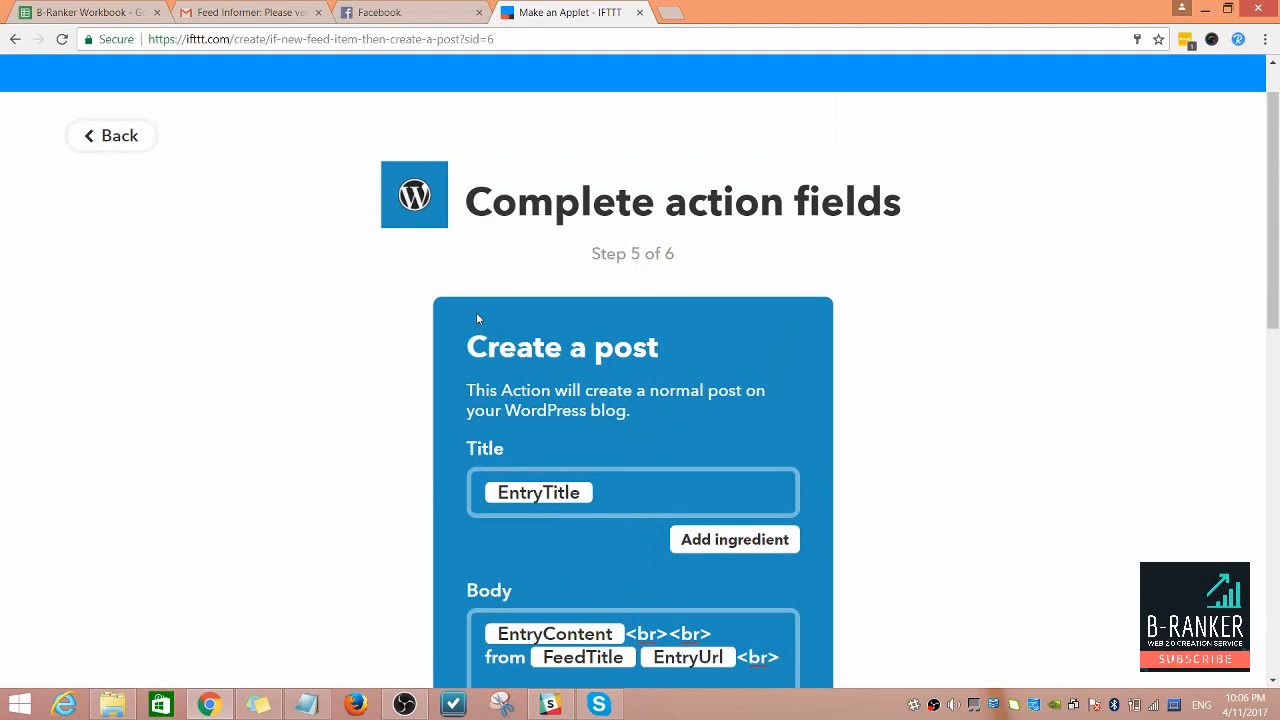 B-Ranker Workbook - Go
Feed Informer: Please ve
Facebook
Make an Applet - IFTTT
Secure
https://ifttt.com/create/if-new-feed-item-then-create-a-post?sid=6
1
Back
Complete action fields
Step 5 of 6
Create a post
This Action will create a normal post on
your WordPress blog.
Title
EntryTitle
Add ingredient
Body
EntryContent<br><br>
from FeedTitle EntryUrl<br>
B-RANKER
WEB 2.0 CREATION SERVICE
SUBSCRIBE
ENG
10:06 PM
4/11/2017